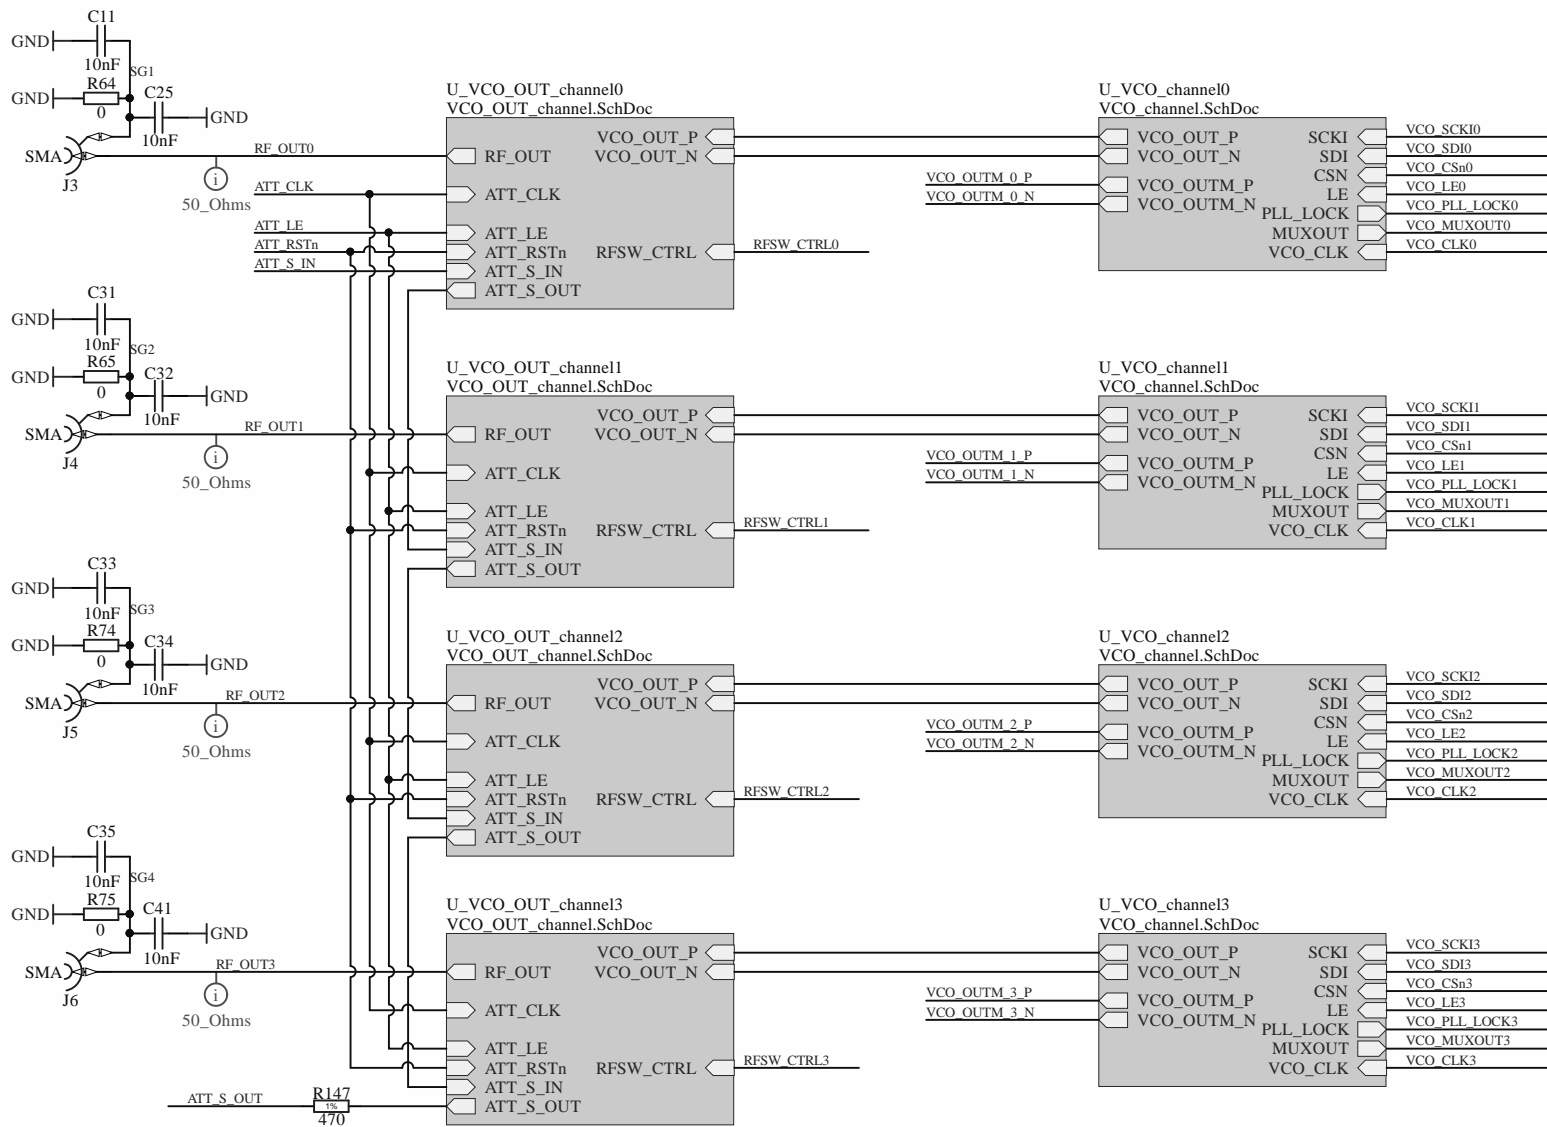 C11
GND
10nF
SG1
R64
GND
0
C25
GND
10nF
SMA
J3
RF_OUT0
50_Ohms
ATT_CLK
ATT_LE
ATT_RSTn
ATT_S_IN
U_VCO_OUT_channel0
VCO_OUT_channel.SchDoc
VCO_OUT_P
RF_OUT VCO_OUT_N
ATT_CLK
ATT_LE
ATT_RSTn RFSW_CTRL
ATT_S_IN
ATT_S_OUT
RFSW_CTRL0
VCO_OUTM_0_P
VCO_OUTM_0_N
U_VCO_channel0
VCO_channel.SchDoc
VCO_OUT_P SCKI VCO_SCKI0
VCO_OUT_N SDI VCO_SDI0
CSN VCO_CSn0
VCO_OUTM_P LE VCO_LE0
VCO_OUTM_N PLL_LOCK VCO_PLL_LOCK0
MUXOUT VCO_MUXOUT0
VCO_CLK VCO_CLK0
C31
GND
10nF
SG2
R65
GND
0
C32
GND
10nF
SMA
J4
RF_OUT1
50_Ohms
U_VCO_OUT_channel1
VCO_OUT_channel.SchDoc
VCO_OUT_P
RF_OUT VCO_OUT_N
ATT_CLK
ATT_LE
ATT_RSTn RFSW_CTRL
ATT_S_IN
ATT_S_OUT
RFSW_CTRL1
VCO_OUTM_1_P
VCO_OUTM_1_N
U_VCO_channel1
VCO_channel.SchDoc
VCO_OUT_P SCKI VCO_SCKI1
VCO_OUT_N SDI VCO_SDI1
CSN VCO_CSn1
VCO_OUTM_P LE VCO_LE1
VCO_OUTM_N PLL_LOCK VCO_PLL_LOCK1
MUXOUT VCO_MUXOUT1
VCO_CLK VCO_CLK1
C33
GND
10nF
SG3
R74
GND
0
C34
GND
10nF
SMA
J5
RF_OUT2
50_Ohms
U_VCO_OUT_channel2
VCO_OUT_channel.SchDoc
VCO_OUT_P
RF_OUT VCO_OUT_N
ATT_CLK
ATT_LE
ATT_RSTn RFSW_CTRL
ATT_S_IN
ATT_S_OUT
RFSW_CTRL2
VCO_OUTM_2_P
VCO_OUTM_2_N
U_VCO_channel2
VCO_channel.SchDoc
VCO_OUT_P SCKI VCO_SCKI2
VCO_OUT_N SDI VCO_SDI2
CSN VCO_CSn2
VCO_OUTM_P LE VCO_LE2
VCO_OUTM_N PLL_LOCK VCO_PLL_LOCK2
MUXOUT VCO_MUXOUT2
VCO_CLK VCO_CLK2
C35
GND
10nF
SG4
R75
GND
0
C41
GND
10nF
SMA
J6
RF_OUT3
50_Ohms
U_VCO_OUT_channel3
VCO_OUT_channel.SchDoc
VCO_OUT_P
RF_OUT VCO_OUT_N
ATT_CLK
ATT_LE
ATT_RSTn RFSW_CTRL
ATT_S_IN
ATT_S_OUT
RFSW_CTRL3
ATT_S_OUT
R147
1%
470
VCO_OUTM_3_P
VCO_OUTM_3_N
U_VCO_channel3
VCO_channel.SchDoc
VCO_OUT_P SCKI VCO_SCKI3
VCO_OUT_N SDI VCO_SDI3
CSN VCO_CSn3
VCO_OUTM_P LE VCO_LE3
VCO_OUTM_N PLL_LOCK VCO_PLL_LOCK3
MUXOUT VCO_MUXOUT3
VCO_CLK VCO_CLK3